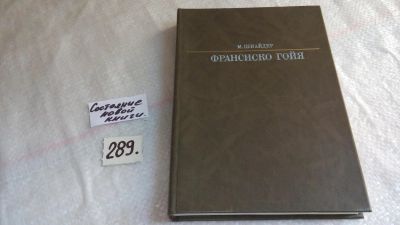 И. ШНАЙДЕР
ФРАНСИСКО ГОЙЯ
Состояние
новой
книги.
289.